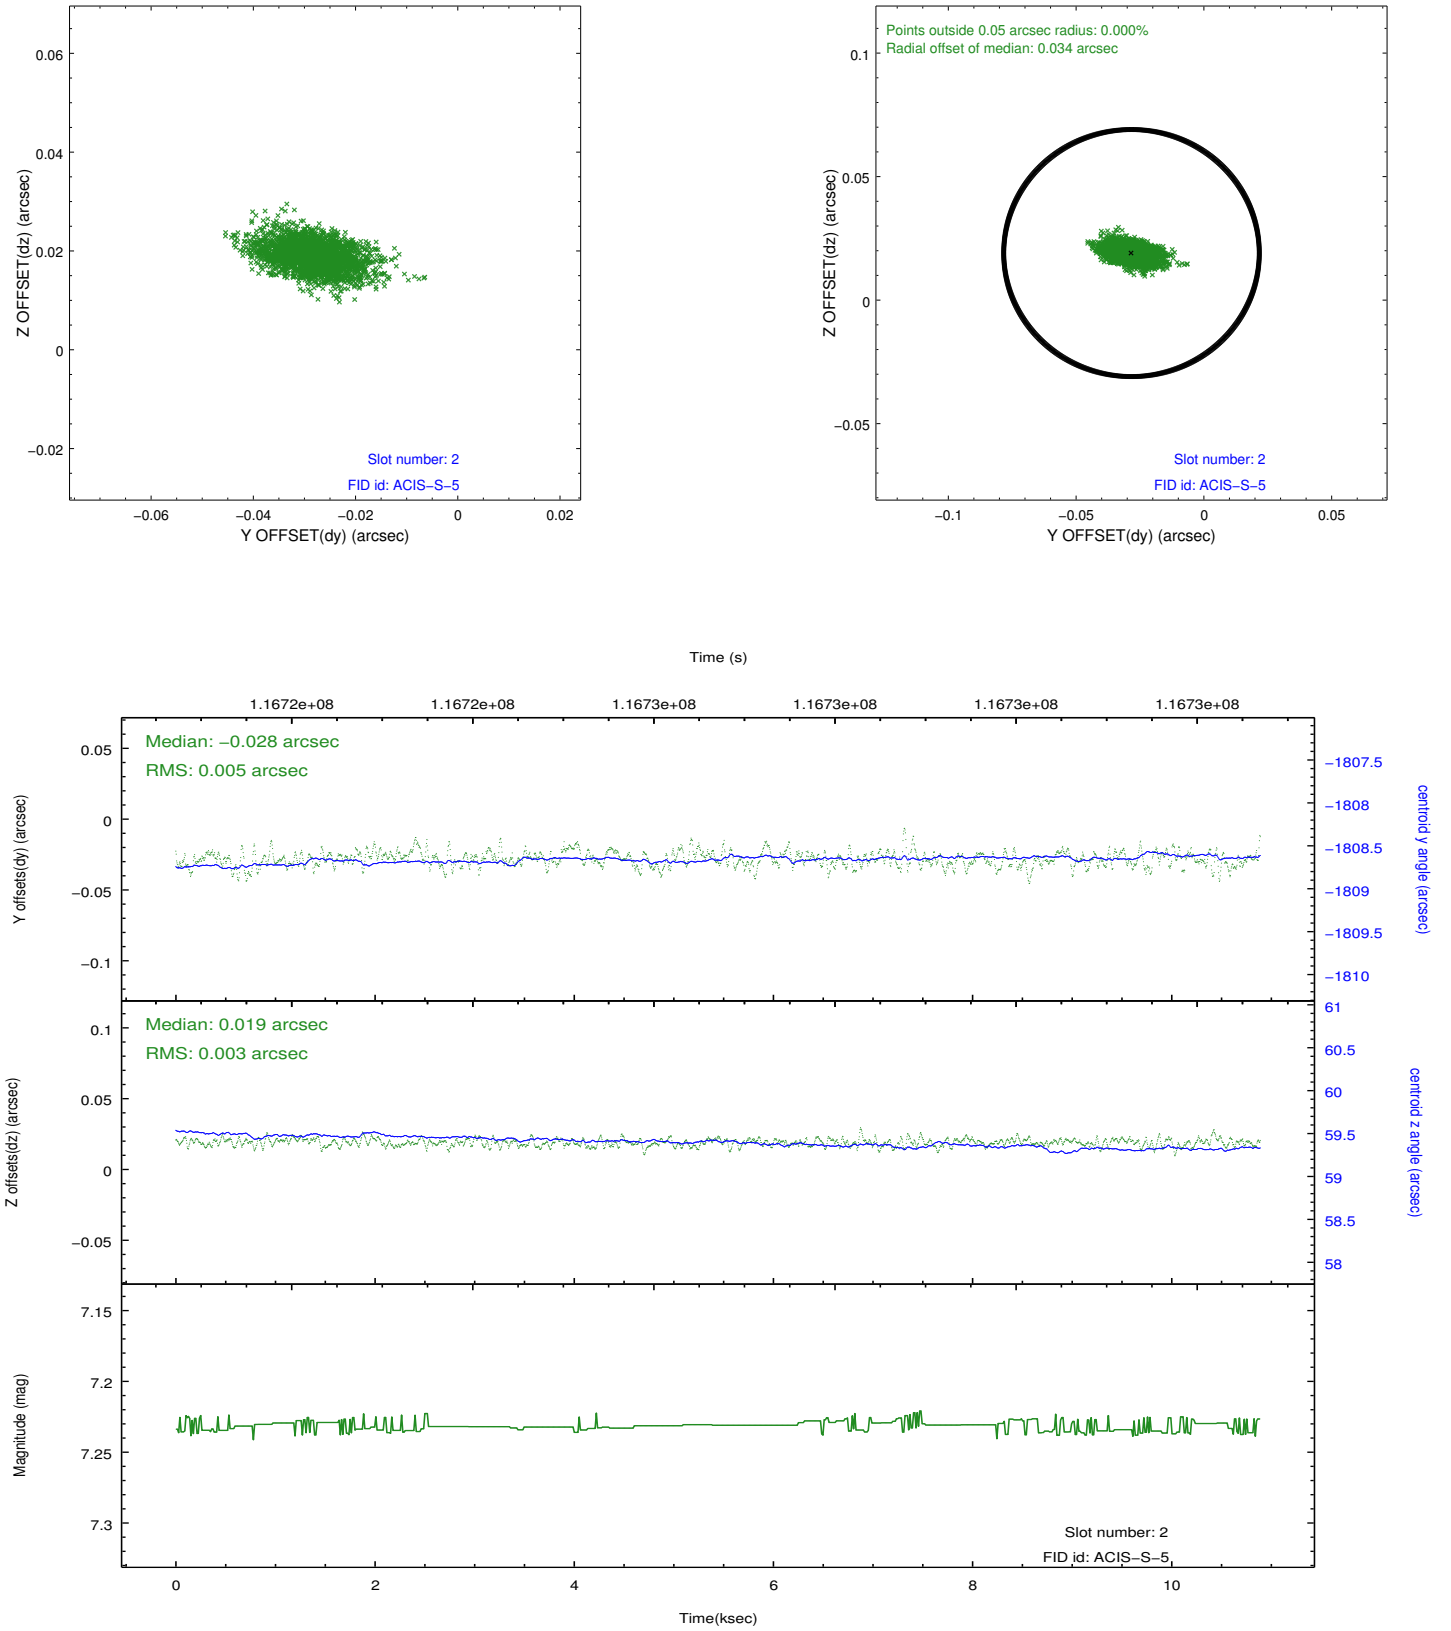 0.06
0.04
0.02
0
−0.02
Z OFFSET(dz) (arcsec)
Slot number: 2
FID id: ACIS−S−5
−0.06
−0.04
−0.02
0
0.02
Y OFFSET(dy) (arcsec)
Points outside 0.05 arcsec radius: 0.000%
Radial offset of median: 0.034 arcsec
0.1
0.05
0
−0.05
Z OFFSET(dz) (arcsec)
Slot number: 2
FID id: ACIS−S−5
−0.1
−0.05
0
0.05
Y OFFSET(dy) (arcsec)
Time (s)
1.1672e+08
1.1672e+08
1.1673e+08
1.1673e+08
1.1673e+08
1.1673e+08
Median: −0.028 arcsec
RMS: 0.005 arcsec
0.05
0
−0.05
−0.1
Y offsets(dy) (arcsec)
−1807.5
−1808
−1808.5
−1809
−1809.5
−1810
centroid y angle (arcsec)
Median: 0.019 arcsec
RMS: 0.003 arcsec
0.1
0.05
0
−0.05
Z offsets(dz) (arcsec)
61
60.5
60
59.5
59
58.5
58
centroid z angle (arcsec)
7.15
7.2
7.25
7.3
Magnitude (mag)
Slot number: 2
FID id: ACIS−S−5
0
2
4
6
8
10
Time(ksec)